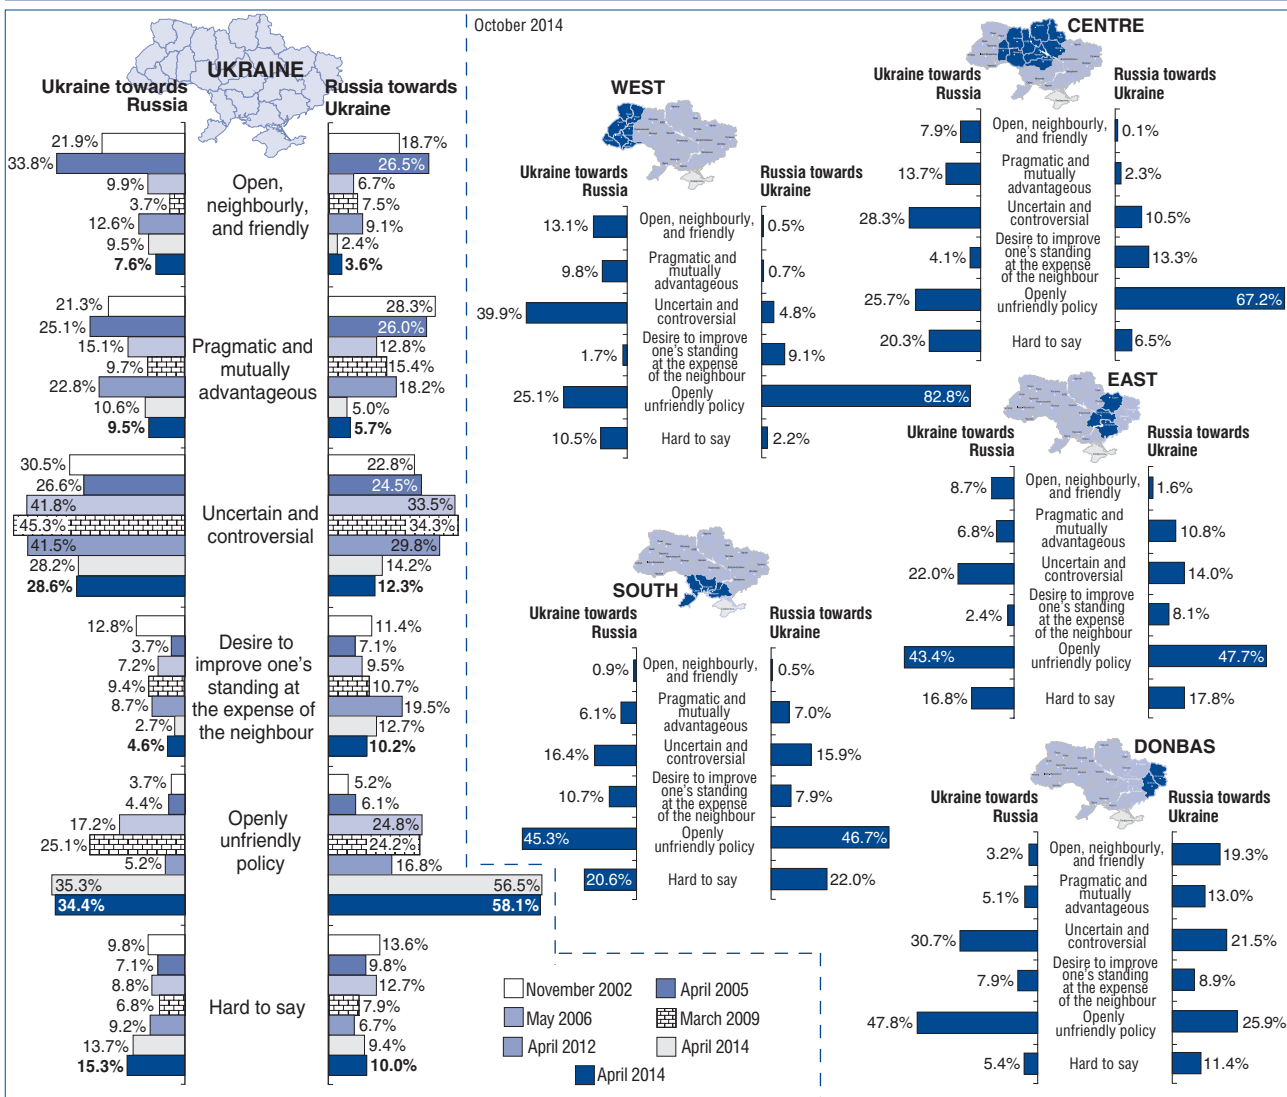 UKRAINE
Ukraine towards
Russia
Russia towards
Ukraine
21.9%
33.8%
9.9%
3.7%
12.6%
9.5%
7.6%
Open,
neighbourly,
and friendly
18.7%
26.5%
6.7%
7.5%
9.1%
2.4%
3.6%
21.3%
25.1%
15.1%
9.7%
22.8%
10.6%
9.5%
Pragmatic and
mutually
advantageous
28.3%
26.0%
12.8%
15.4%
18.2%
5.0%
5.7%
30.5%
26.6%
41.8%
45.3%
41.5%
28.2%
28.6%
Uncertain and
controversial
22.8%
24.5%
33.5%
34.3%
29.8%
14.2%
12.3%
12.8%
3.7%
7.2%
9.4%
8.7%
2.7%
4.6%
Desire to
improve one's
standing at
the expense of
the neighbour
11.4%
7.1%
9.5%
10.7%
19.5%
12.7%
10.2%
3.7%
4.4%
17.2%
25.1%
5.2%
35.3%
34.4%
Openly
unfriendly
policy
5.2%
6.1%
24.8%
24.2%
16.8%
56.5%
58.1%
9.8%
7.1%
8.8%
6.8%
9.2%
13.7%
15.3%
Hard to say
13.6%
9.8%
12.7%
7.9%
6.7%
9.4%
10.0%
October 2014
WEST
Ukraine towards
Russia
Russia towards
Ukraine
13.1%
Open, neighbourly,
and friendly
0.5%
9.8%
Pragmatic and
mutually
advantageous
0.7%
39.9%
Uncertain and
controversial
4.8%
1.7%
Desire to improve
one's standing
at the expense
of the neighbour
9.1%
25.1%
Openly
unfriendly policy
82.8%
10.5%
Hard to say
2.2%
CENTRE
Ukraine towards
Russia
Russia towards
Ukraine
7.9%
Open, neighbourly,
and friendly
0.1%
13.7%
Pragmatic and
mutually
advantageous
2.3%
28.3%
Uncertain and
controversial
10.5%
4.1%
Desire to improve
one's standing
at the expense
of the neighbour
13.3%
25.7%
Openly
unfriendly policy
67.2%
20.3%
Hard to say
6.5%
EAST
Ukraine towards
Russia
Russia towards
Ukraine
8.7%
Open, neighbourly,
and friendly
1.6%
6.8%
Pragmatic and
mutually
advantageous
10.8%
22.0%
Uncertain and
controversial
14.0%
2.4%
Desire to improve
one's standing
at the expense
of the neighbour
8.1%
43.4%
Openly
unfriendly policy
47.7%
16.8%
Hard to say
17.8%
SOUTH
Ukraine towards
Russia
Russia towards
Ukraine
0.9%
Open, neighbourly,
and friendly
0.5%
6.1%
Pragmatic and
mutually
advantageous
7.0%
16.4%
Uncertain and
controversial
15.9%
10.7%
Desire to improve
one's standing
at the expense
of the neighbour
7.9%
45.3%
Openly
unfriendly policy
46.7%
20.6%
Hard to say
22.0%
DONBAS
Ukraine towards
Russia
Russia towards
Ukraine
3.2%
Open, neighbourly,
and friendly
19.3%
5.1%
Pragmatic and
mutually
advantageous
13.0%
30.7%
Uncertain and
controversial
21.5%
7.9%
Desire to improve
one's standing
at the expense
of the neighbour
8.9%
47.8%
Openly
unfriendly policy
25.9%
5.4%
Hard to say
11.4%
November 2002
April 2005
May 2006
March 2009
April 2012
April 2014
April 2014